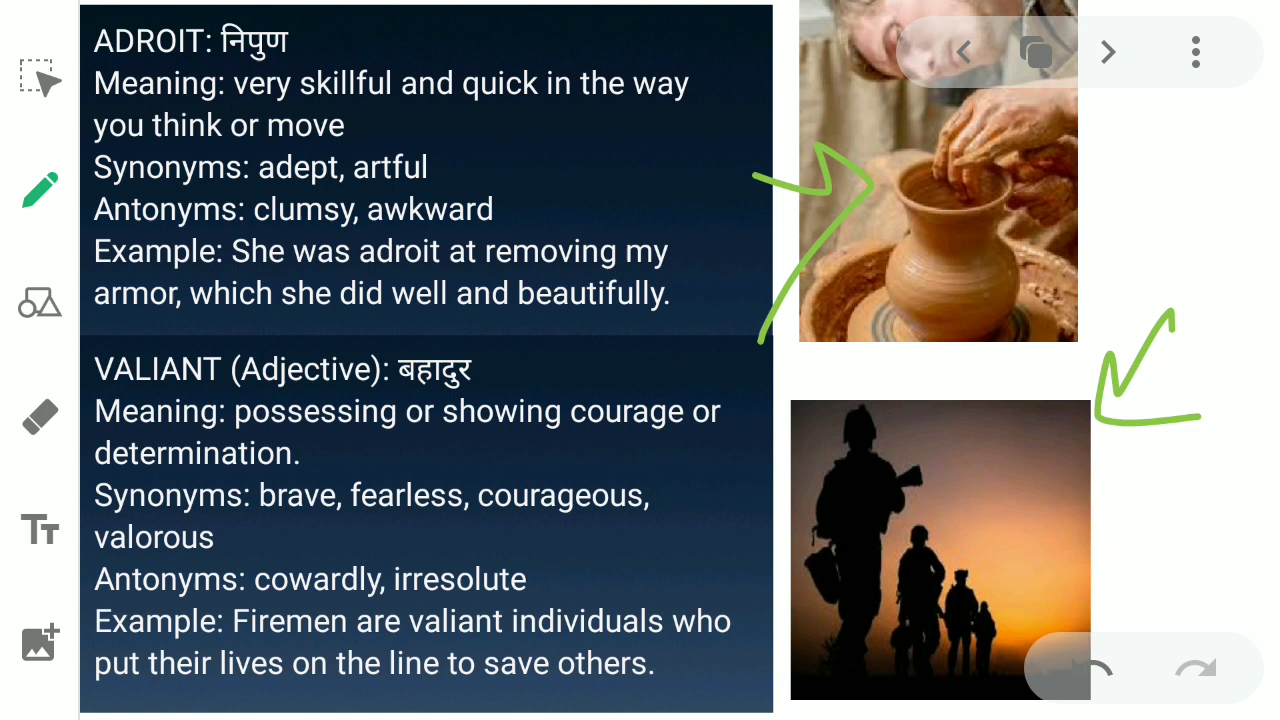 ADROIT: निपुण
Meaning: very skillful and quick in the way
you think or move
Synonyms: adept, artful
Antonyms: clumsy, awkward
Example: She was adroit at removing my
armor, which she did well and beautifully.
VALIANT (Adjective): बहादुर
Meaning: possessing or showing courage or
determination.
Synonyms: brave, fearless, courageous,
valorous
Antonyms: cowardly, irresolute
Example: Firemen are valiant individuals who
put their lives on the line to save others.
TT